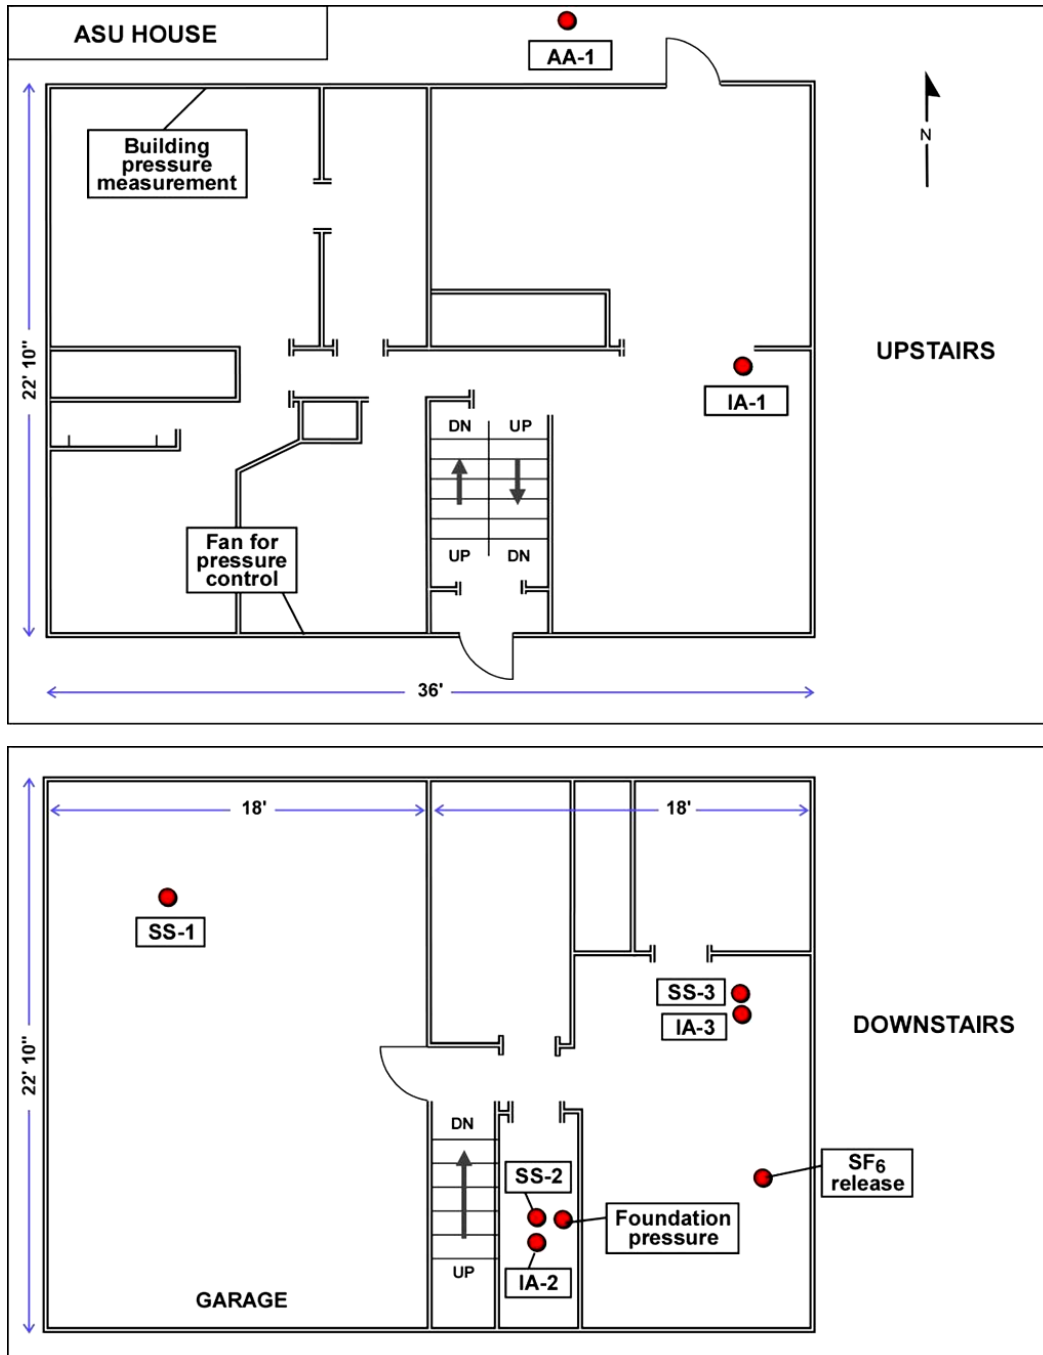 ASU HOUSE
AA-1
Building
pressure
measurement
N
22' 10"
UPSTAIRS
IA-1
DN UP
UP DN
Fan for
pressure
control
36'
18' 18'
SS-1
SS-3
IA-3
DOWNSTAIRS
22' 10"
DN
SS-2
SF6
release
Foundation
pressure
IA-2
UP
GARAGE